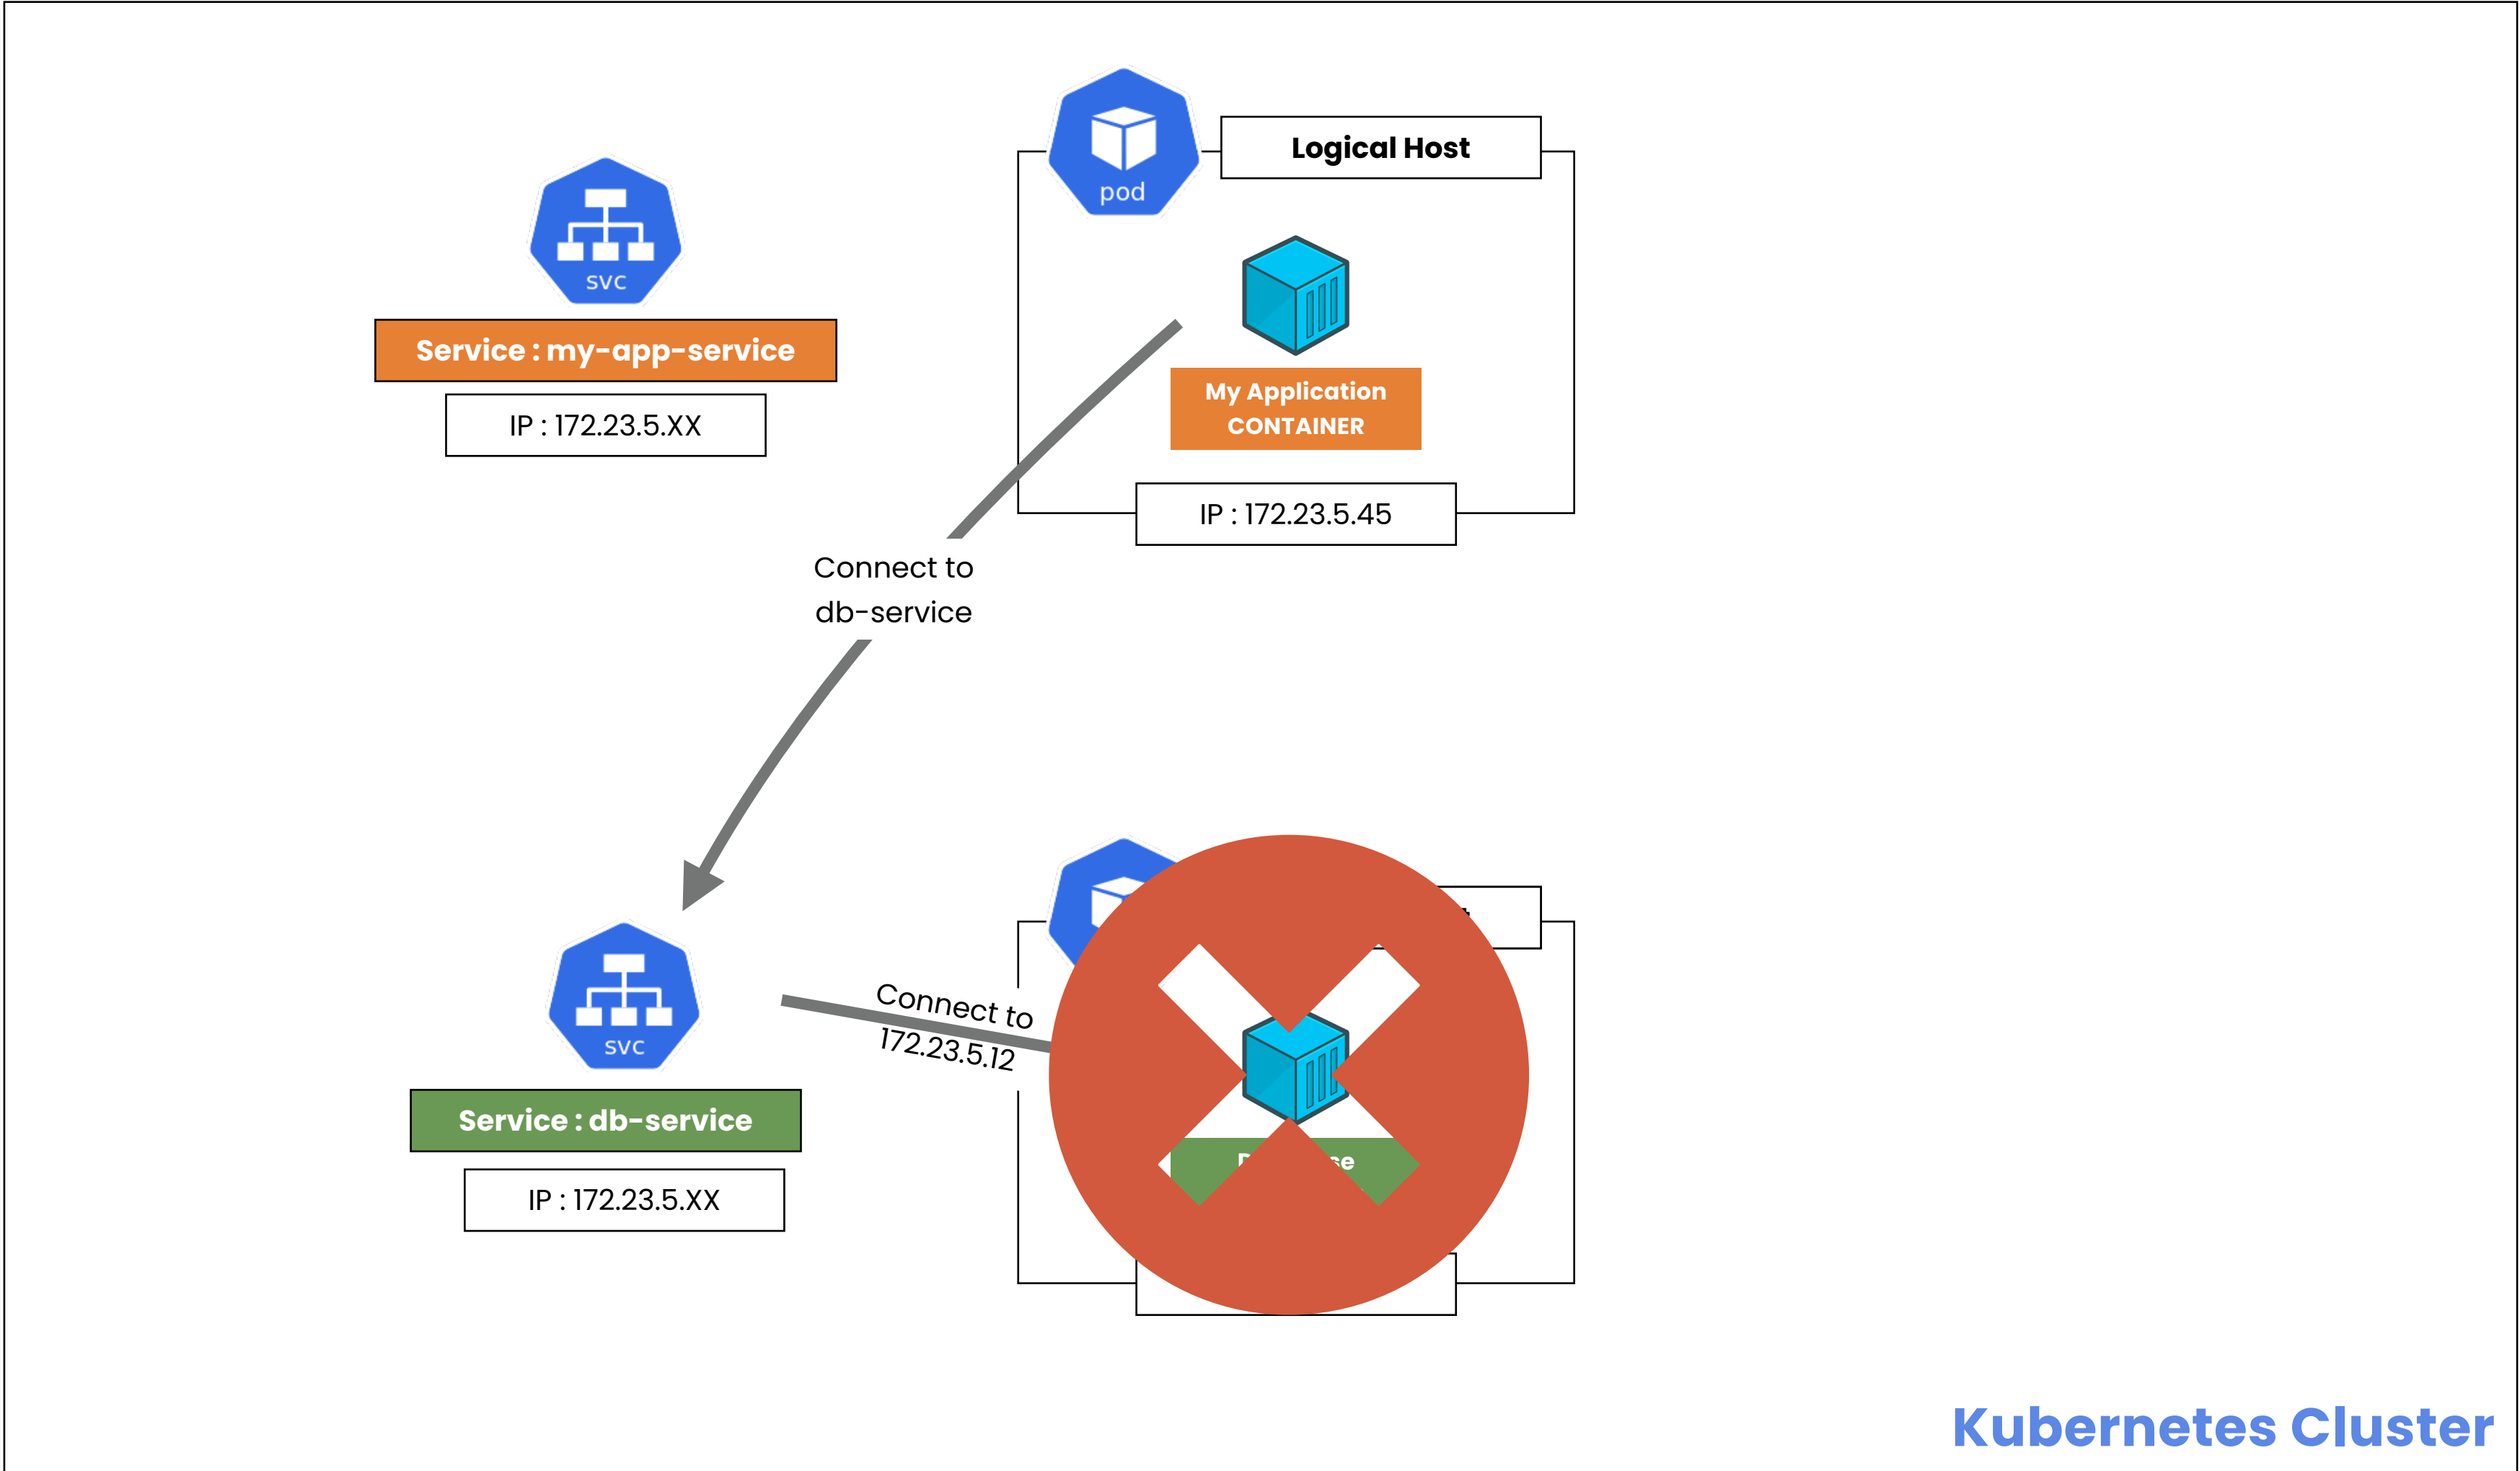 pod
Logical Host
svc
Service : my-app-service
IP : 172.23.5.XX
My Application
CONTAINER
IP : 172.23.5.45
Connect to
db-service
svc
Service : db-service
IP : 172.23.5.XX
Connect to
172.23.5.12
Kubernetes Cluster